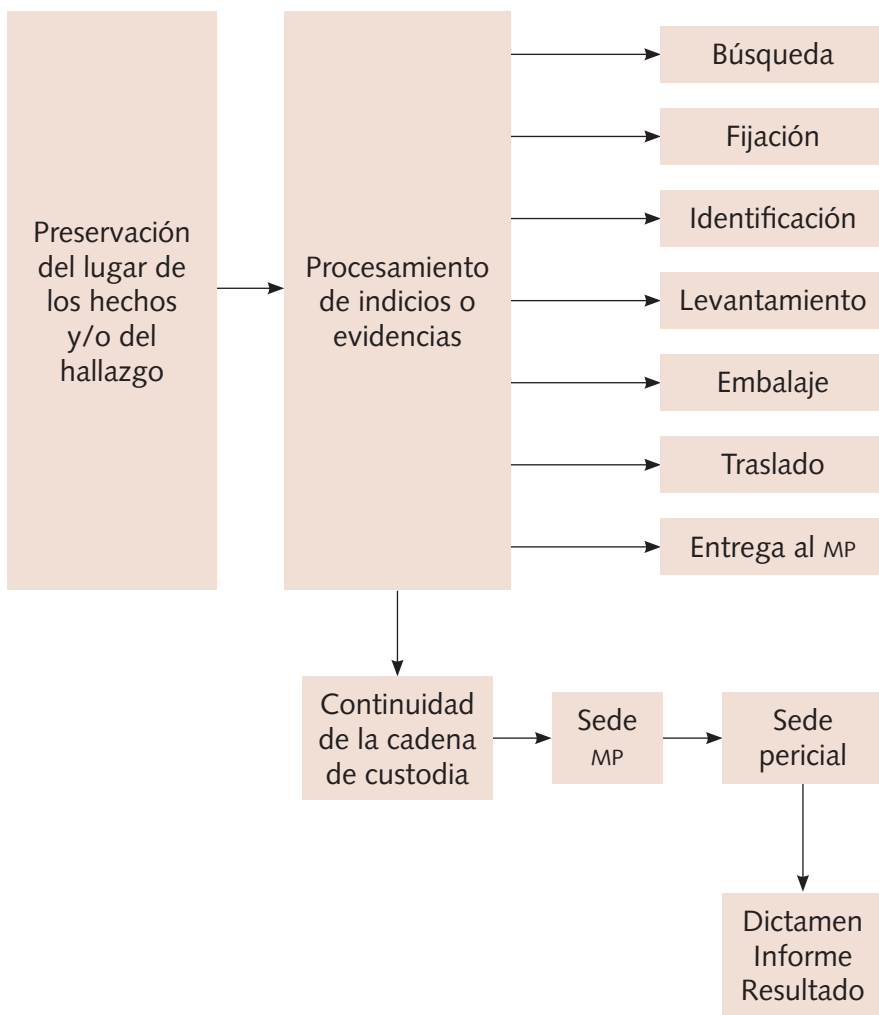 Preservación
del lugar de
los hechos
y/o del
hallazgo
Procesamiento
de indicios o
evidencias
Búsqueda
Fijación
Identificación
Levantamiento
Embalaje
Traslado
Entrega al MP
Continuidad
de la cadena
de custodia
Sede
MP
Sede
pericial
Dictamen
Informe
Resultado